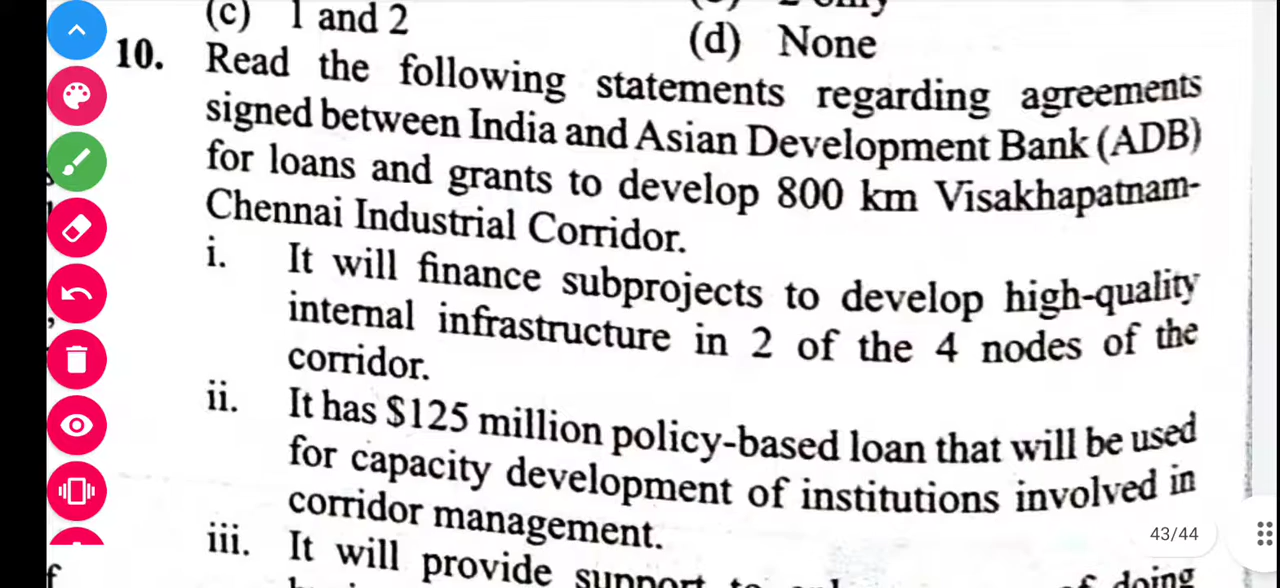 (c) 1 and 2
(d) None
10. Read the following statements regarding agreements
signed between India and Asian Development Bank (ADB)
for loans and grants to develop 800 km Visakhapatnam-
Chennai Industrial Corridor.
i. It will finance subprojects to develop high-quality
internal infrastructure in 2 of the 4 nodes of the
corridor.
ii. It has $125 million policy-based loan that will be used
for capacity development of institutions involved in
corridor management.
iii. It will provide support to
of doing
43/44